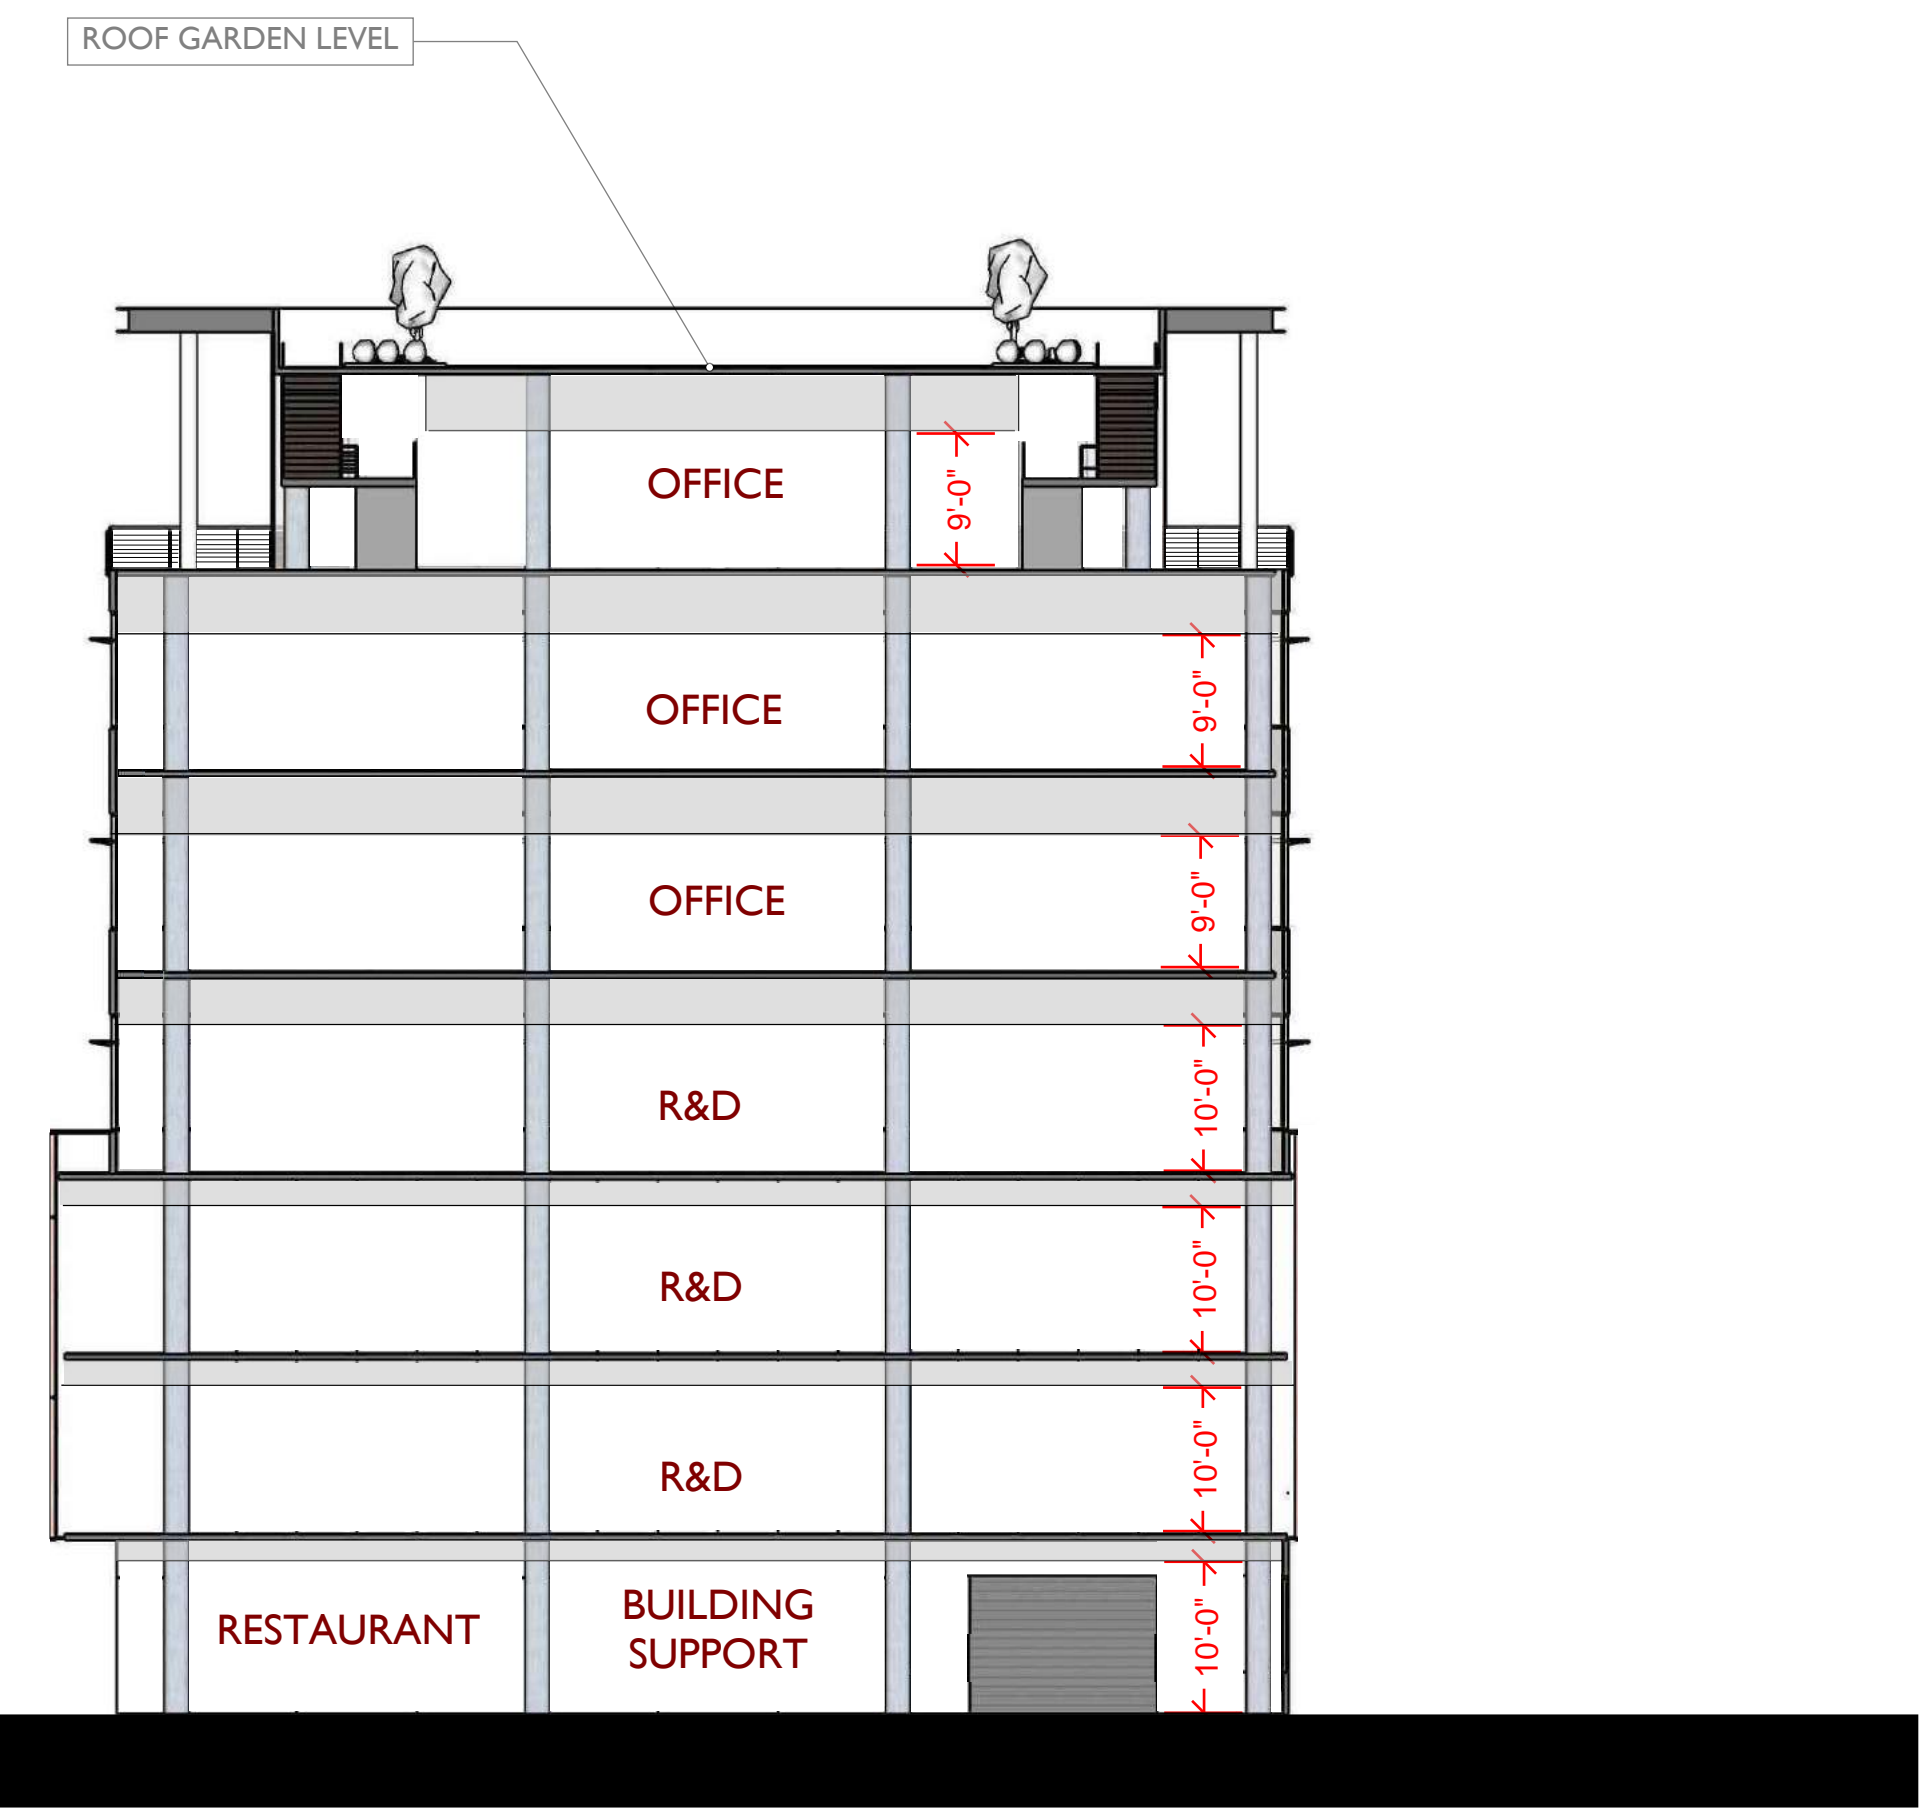 ROOF GARDEN LEVEL
OFFICE
9'-0"
OFFICE
9'-0"
OFFICE
9'-0"
R&D
10'-0"
R&D
10'-0"
R&D
10'-0"
RESTAURANT
BUILDING
SUPPORT
10'-0"